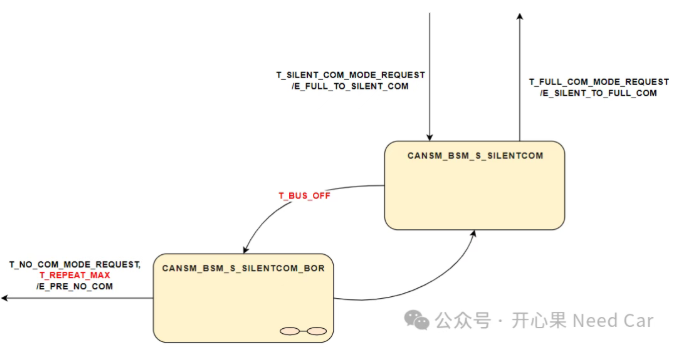 T_SILENT_COM_MODE_REQUEST
/E_FULL_TO_SILENT_COM
T_FULL_COM_MODE_REQUEST
/E_SILENT_TO_FULL_COM
CANSM_BSM_S_SILENTCOM
T_BUS_OFF
T_NO_COM_MODE_REQUEST,
T_REPEAT_MAX
/E_PRE_NO_COM
CANSM_BSM_S_SILENTCOM_BOR
公众号 · 开心果 Need Car